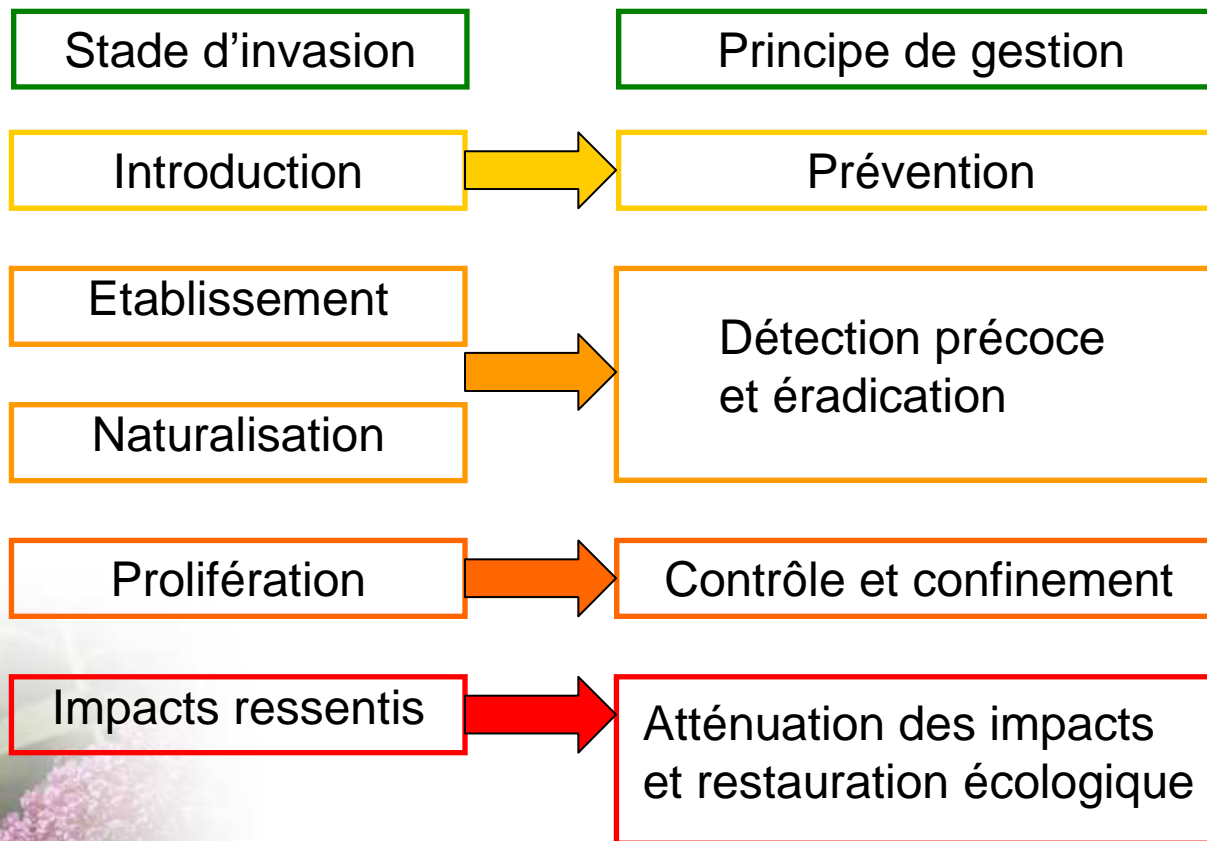 Stade d’invasion
Principe de gestion
Introduction
Prévention
Etablissement
Naturalisation
Détection précoce
et éradication
Prolifération
Contrôle et confinement
Impacts ressentis
Atténuation des impacts
et restauration écologique